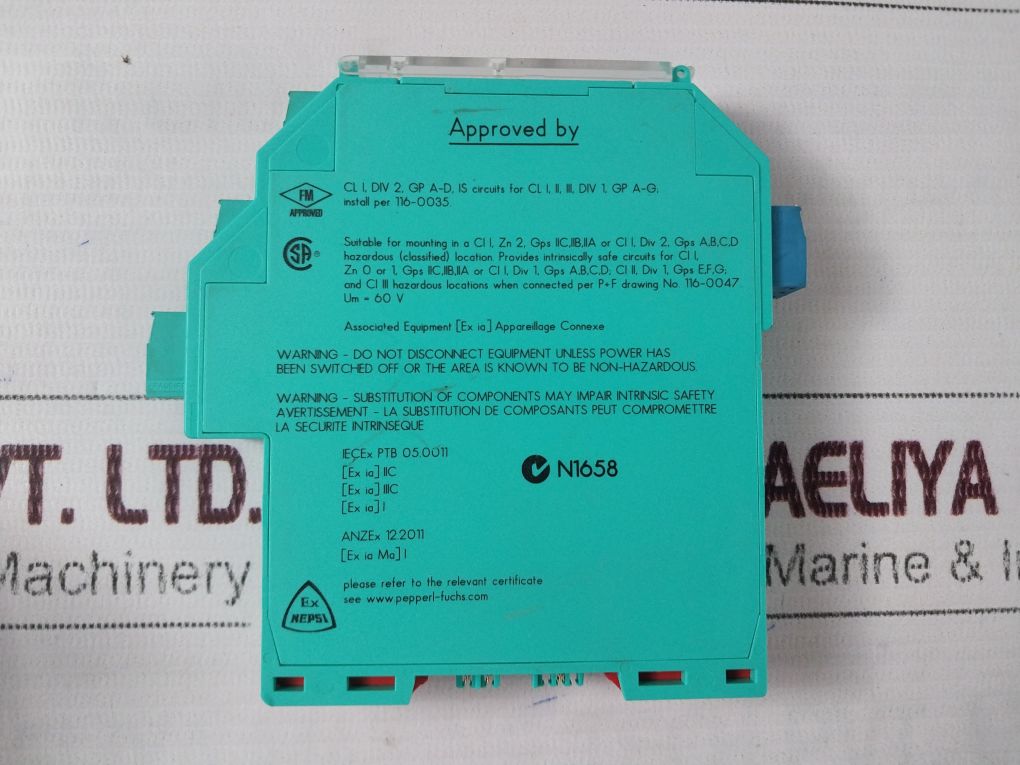 Approved by
FM
APPROVED
CL I, DIV 2, GP A-D, IS circuits for CL I, II, III, DIV 1, GP A-G;
install per 116-0035.
SA ®
Suitable for mounting in a Cl I, Zn 2, Gps IIC,IIB,IIA or Cl I, Div 2, Gps A,B,C,D
hazardous (classified) location. Provides intrinsically safe circuits for Cl I,
Zn 0 or 1, Gps IIC,IIB,IIA or Cl I, Div 1, Gps A,B,C,D; Cl II, Div 1, Gps E,F,G;
and Cl III hazardous locations when connected per P+F drawing No. 116-0047.
Um = 60 V
Associated Equipment [Ex ia] Appareillage Connexe
WARNING - DO NOT DISCONNECT EQUIPMENT UNLESS POWER HAS
BEEN SWITCHED OFF OR THE AREA IS KNOWN TO BE NON-HAZARDOUS.
WARNING - SUBSTITUTION OF COMPONENTS MAY IMPAIR INTRINSIC SAFETY
AVERTISSEMENT - LA SUBSTITUTION DE COMPOSANTS PEUT COMPROMETTRE
LA SECURITE INTRINSEQUE
IECEx PTB 05.0011
[Ex ia] IIC
[Ex ia] IIIC
[Ex ia] I
N1658
ANZEx 12.2011
[Ex ia Ma] I
please refer to the relevant certificate
see www.pepperl-fuchs.com
Ex
NEPSI
VT. LTD. AELIYA
Machinery Marine & I